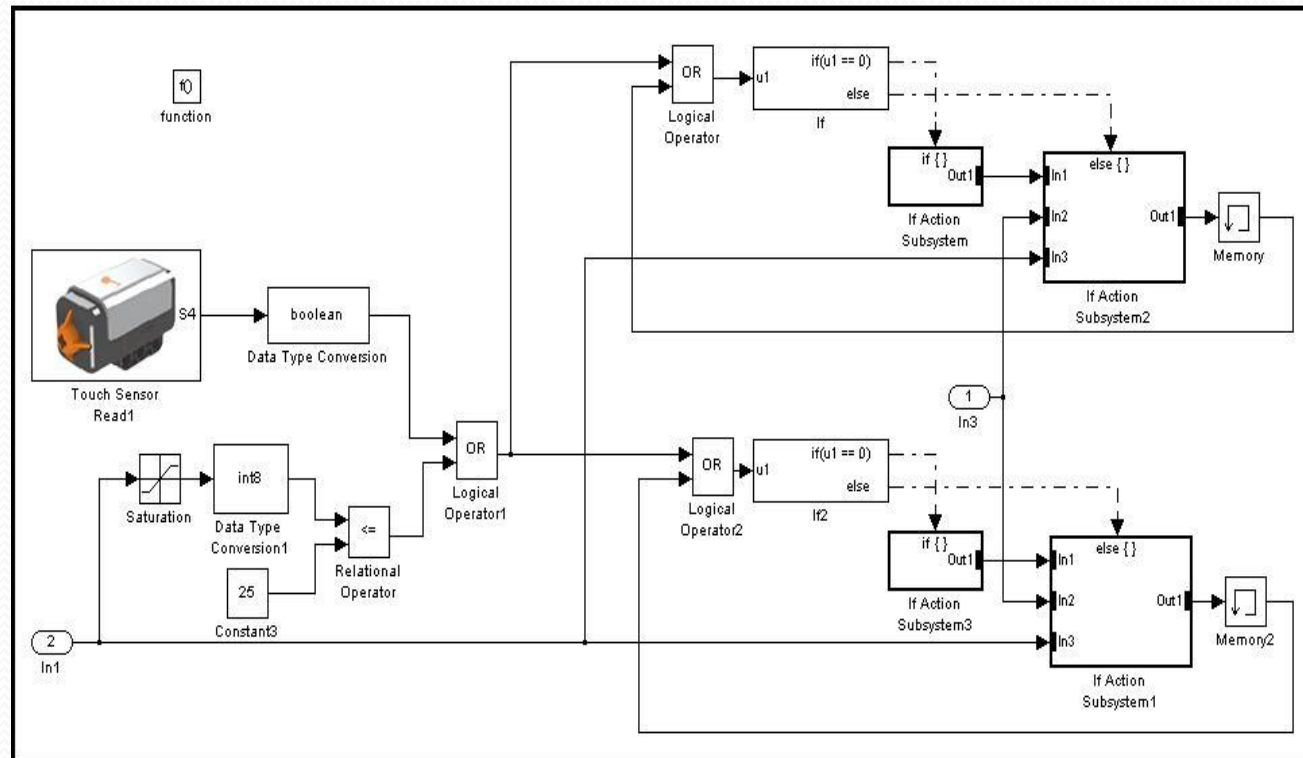 f()
function
OR
Logical
Operator
u1
if(u1 == 0)
else
If
if { }
Out1
If Action
Subsystem
else { }
In1
In2
In3
Out1
If Action
Subsystem2
Memory
S4
Touch Sensor
Read1
boolean
Data Type Conversion
1
In3
Saturation
int8
Data Type
Conversion1
25
Constant3
<=
Relational
Operator
OR
Logical
Operator1
2
In1
OR
Logical
Operator2
u1
if(u1 == 0)
else
If2
if { }
Out1
If Action
Subsystem3
else { }
In1
In2
In3
Out1
If Action
Subsystem1
Memory2